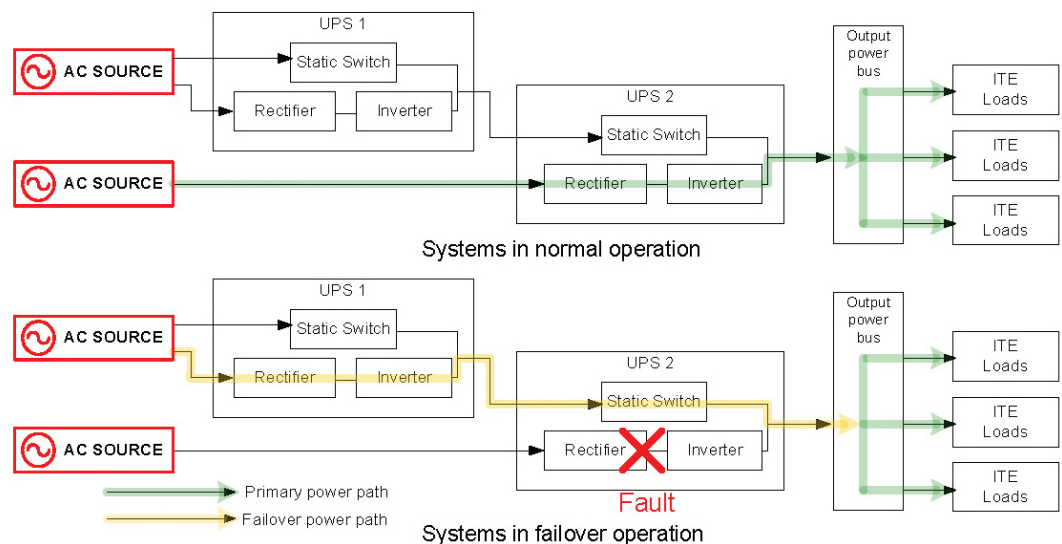 UPS 1
AC SOURCE
Static Switch
Rectifier
Inverter
Output
power
bus
ITE
Loads
UPS 2
Static Switch
ITE
Loads
AC SOURCE
Rectifier
Inverter
ITE
Loads
Systems in normal operation
UPS 1
AC SOURCE
Static Switch
Rectifier
Inverter
Output
power
bus
ITE
Loads
UPS 2
Static Switch
ITE
Loads
AC SOURCE
Rectifier
Inverter
ITE
Loads
Primary power path
Fault
Failover power path
Systems in failover operation